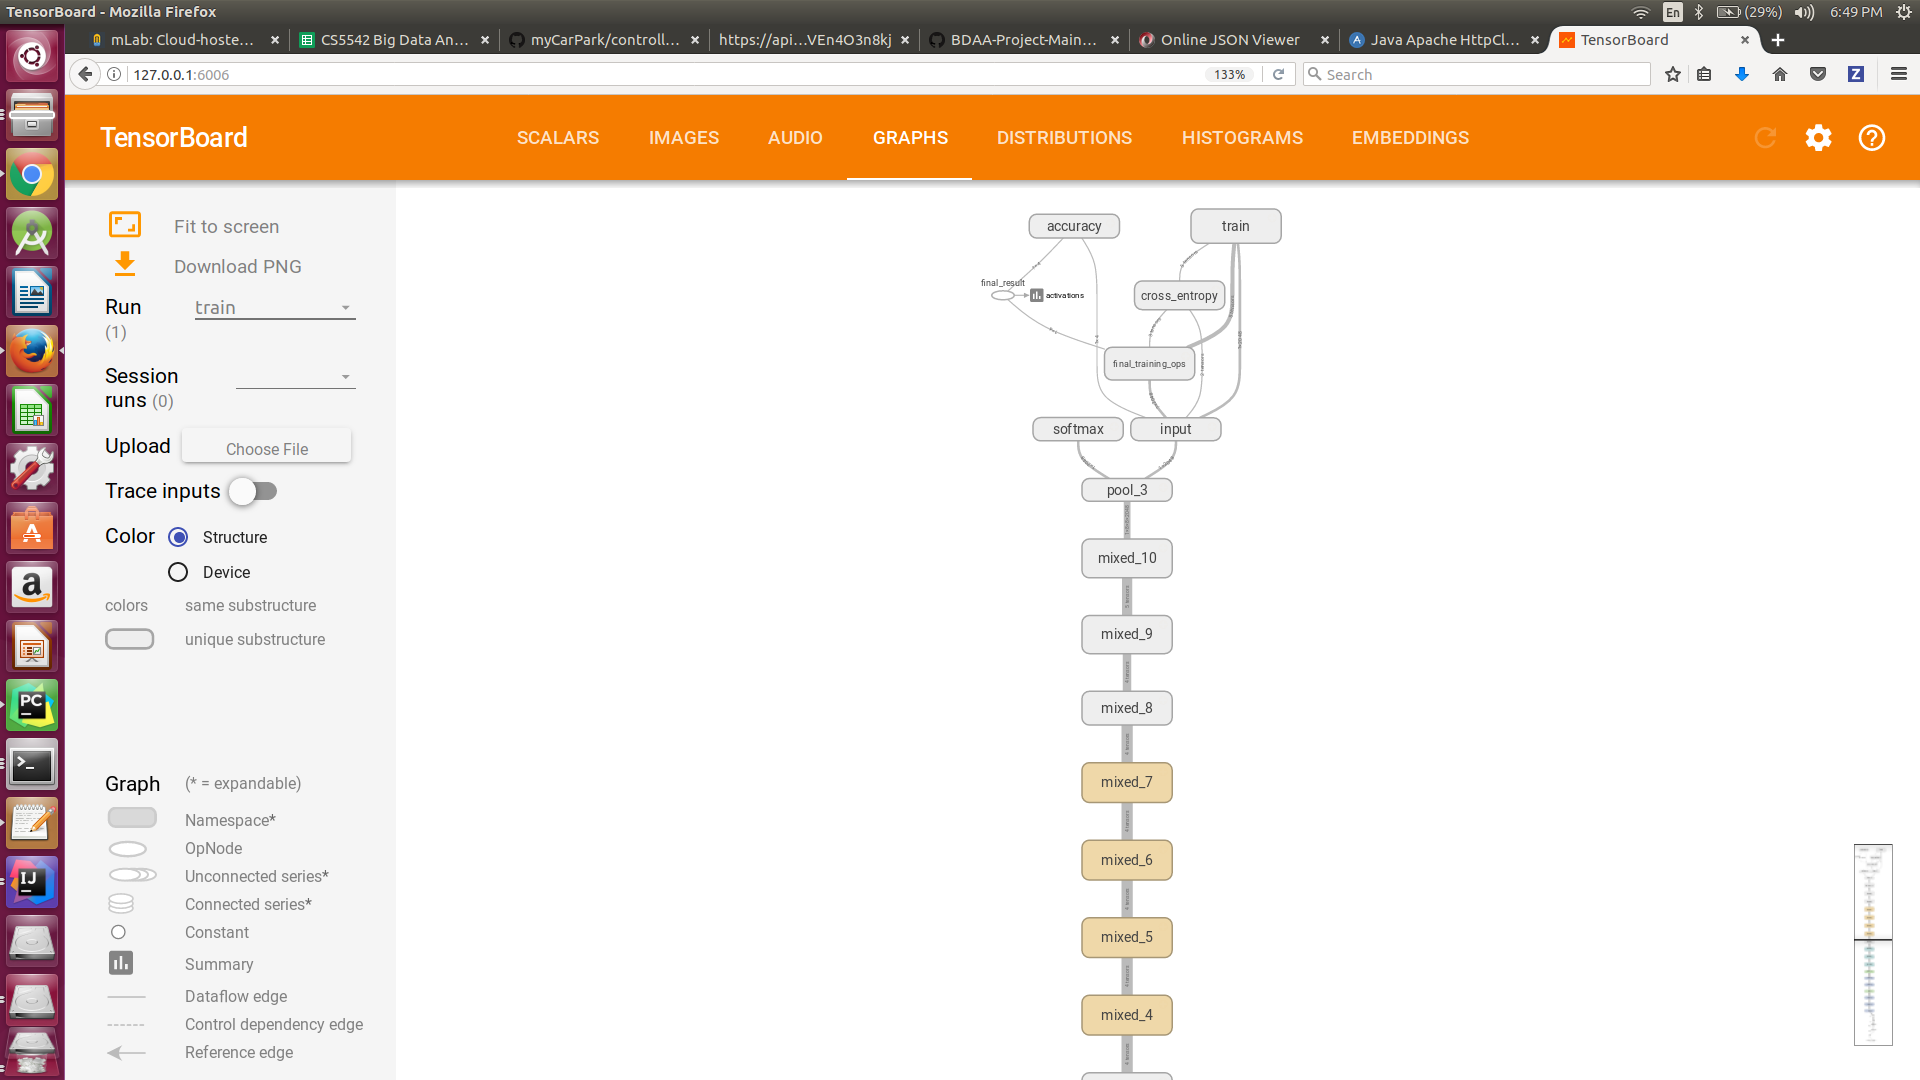 TensorBoard - Mozilla Firefox
En
(29%)
6:49 PM
mLab: Cloud-hoste...
CS5542 Big Data An...
myCarPark/controll...
https://api...VEn4O3n8kj
BDAA-Project-Main...
Online JSON Viewer
Java Apache HttpCl...
TensorBoard
127.0.0.1:6006
133%
Search
TensorBoard
SCALARS
IMAGES
AUDIO
GRAPHS
DISTRIBUTIONS
HISTOGRAMS
EMBEDDINGS
Fit to screen
Download PNG
Run
(1)
train
Session
runs (0)
Upload
Choose File
Trace inputs
Color
Structure
Device
colors
same substructure
unique substructure
Graph
(* = expandable)
Namespace*
OpNode
Unconnected series*
Connected series*
Constant
Summary
Dataflow edge
Control dependency edge
Reference edge
accuracy
train
final_result
activations
cross_entropy
final_training_ops
softmax
input
pool_3
mixed_10
mixed_9
mixed_8
mixed_7
mixed_6
mixed_5
mixed_4